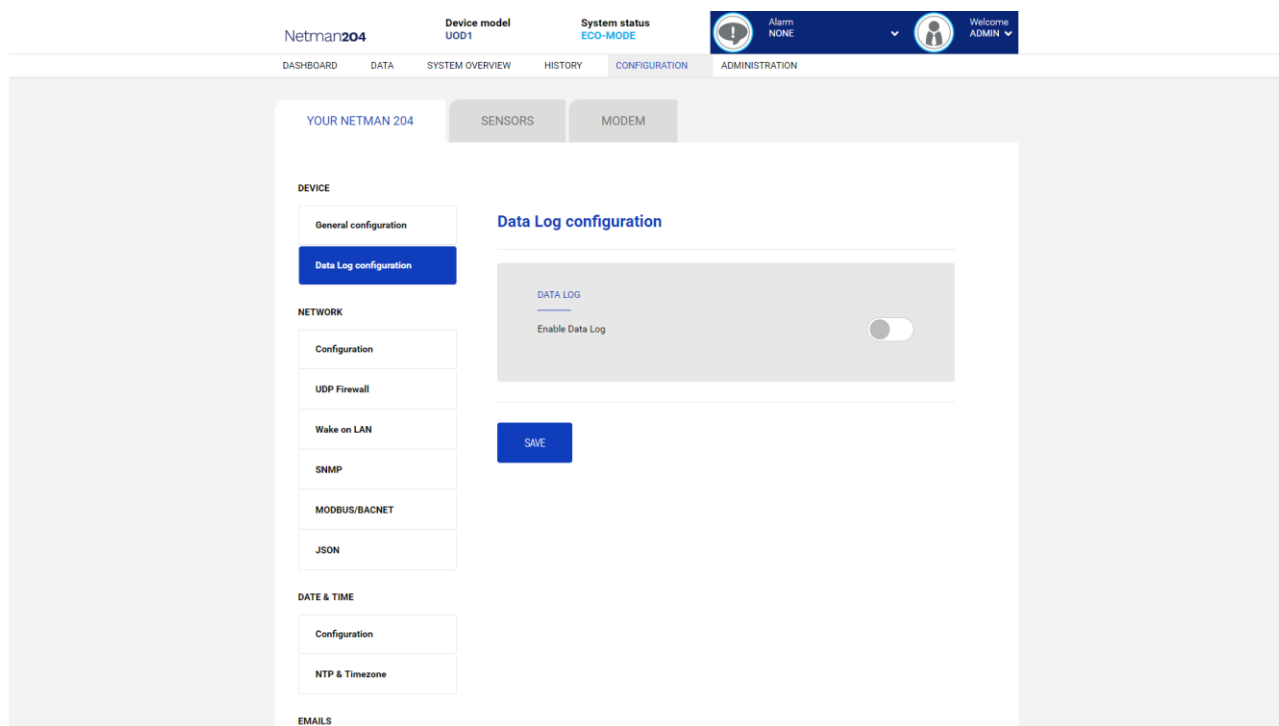 Netman204
Device model
UOD1
System status
ECO-MODE
Alarm
NONE
Welcome
ADMIN
DASHBOARD DATA SYSTEM OVERVIEW HISTORY CONFIGURATION ADMINISTRATION
YOUR NETMAN 204 SENSORS MODEM
DEVICE
General configuration
Data Log configuration
NETWORK
Configuration
UDP Firewall
Wake on LAN
SNMP
MODBUS/BACNET
JSON
DATE & TIME
Configuration
NTP & Timezone
EMAILS
Data Log configuration
DATA LOG
Enable Data Log
SAVE